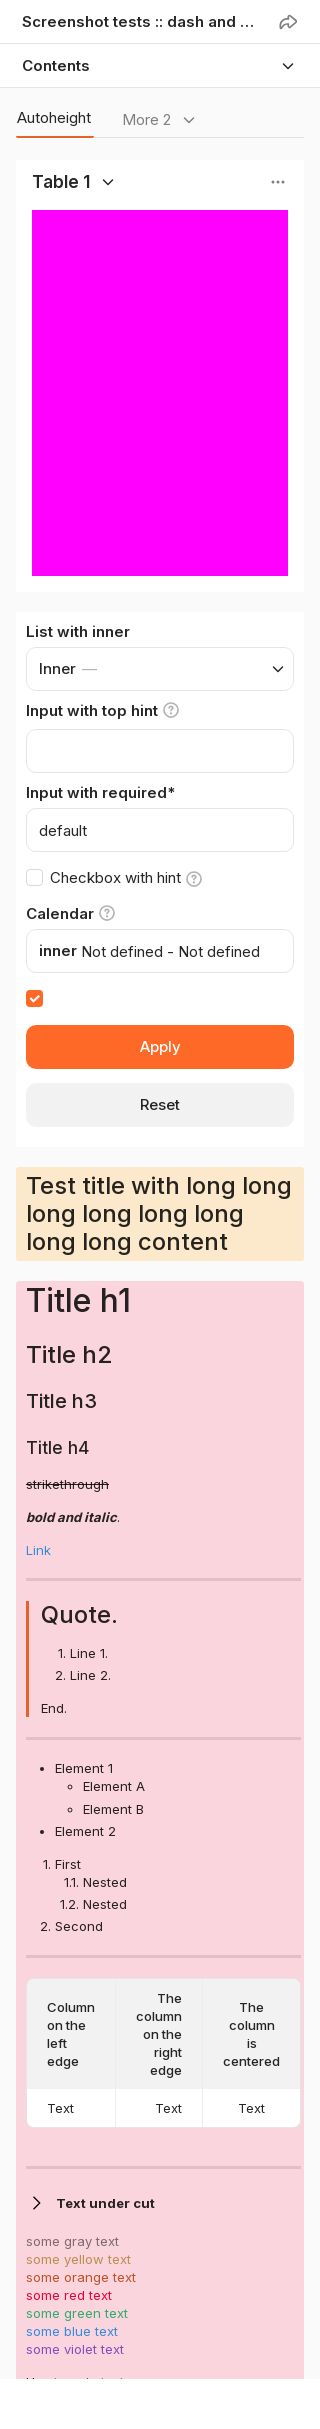 Screenshot tests :: dash and ...
Contents
Autoheight
More 2
Table 1
List with inner
Inner —
Input with top hint
Input with required*
default
Checkbox with hint
Calendar
inner Not defined - Not defined
Apply
Reset
Test title with long long
long long long long
long long content
Title h1
Title h2
Title h3
Title h4
strikethrough
bold and italic.
Link
Quote.
1. Line 1.
2. Line 2.
End.
• Element 1
◦ Element A
◦ Element B
• Element 2
1. First
1.1. Nested
1.2. Nested
2. Second
Column
on the
left
edge
The
column
on the
right
edge
The
column
is
centered
Text
Text
Text
Text under cut
some gray text
some yellow text
some orange text
some red text
some green text
some blue text
some violet text